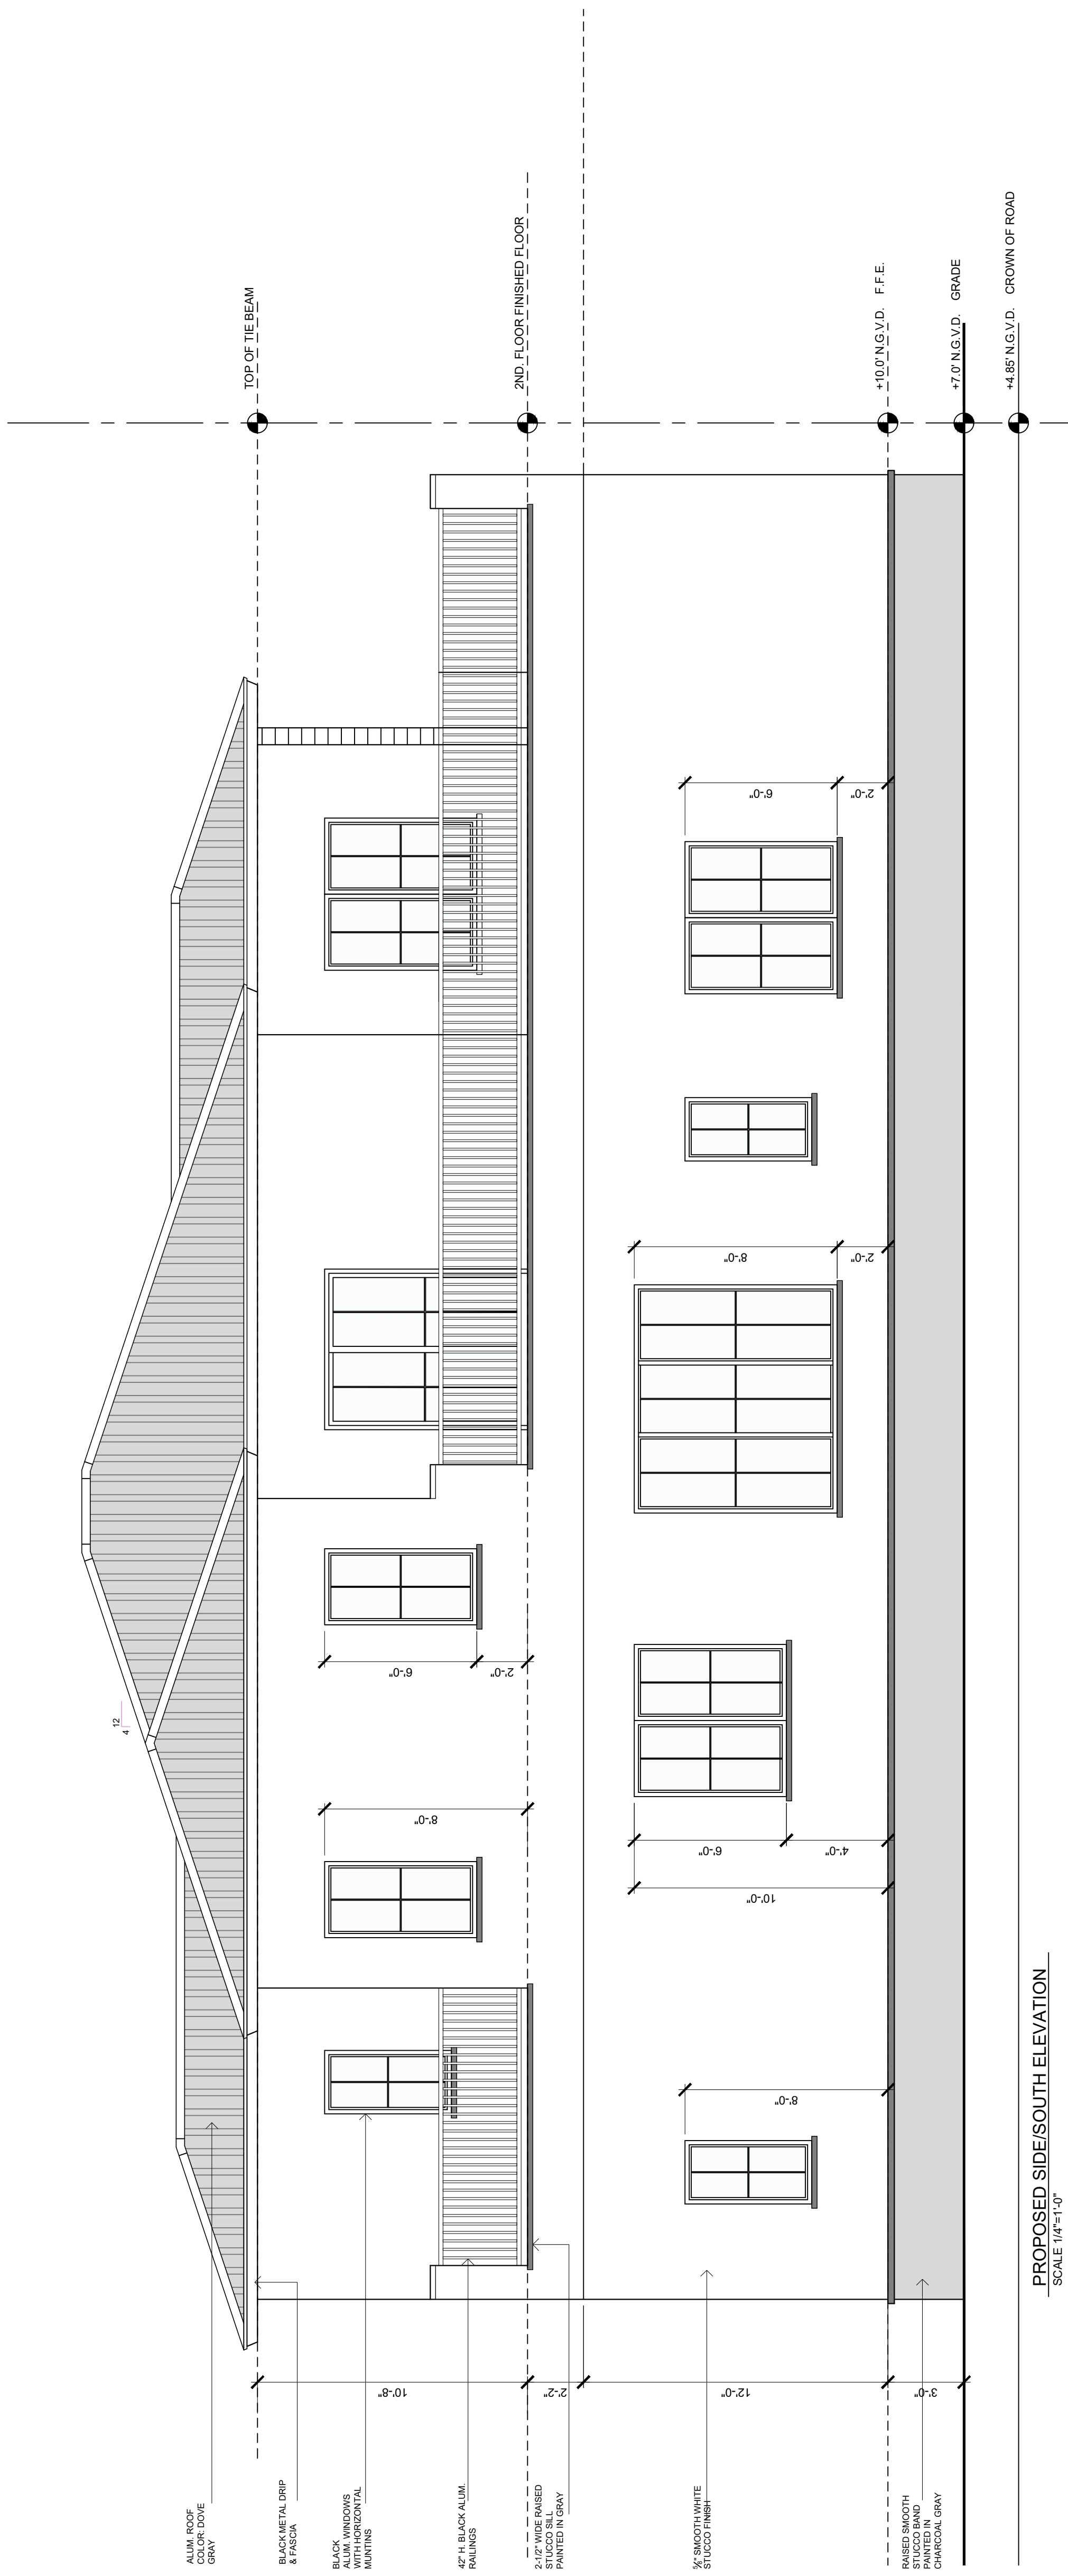 ALUM. ROOF
COLOR: DOVE
GRAY
BLACK METAL DRIP
& FASCIA
BLACK
ALUM. WINDOWS
WITH HORIZONTAL
MUNTINS
42" H. BLACK ALUM.
RAILINGS
2-1/2" WIDE RAISED
STUCCO SILL
PAINTED IN GRAY
⅝" SMOOTH WHITE
STUCCO FINISH
RAISED SMOOTH
STUCCO BAND
PAINTED IN
CHARCOAL GRAY
10'-8"
2'-2"
12'-0"
3'-0"
4
12
8'-0"
6'-0"
2'-0"
8'-0"
10'-0"
6'-0"
4'-0"
8'-0"
2'-0"
6'-0"
2'-0"
TOP OF TIE BEAM
2ND. FLOOR FINISHED FLOOR
+10.0' N.G.V.D. F.F.E.
+7.0' N.G.V.D. GRADE
+4.85' N.G.V.D. CROWN OF ROAD
PROPOSED SIDE/SOUTH ELEVATION
SCALE 1/4"=1'-0"